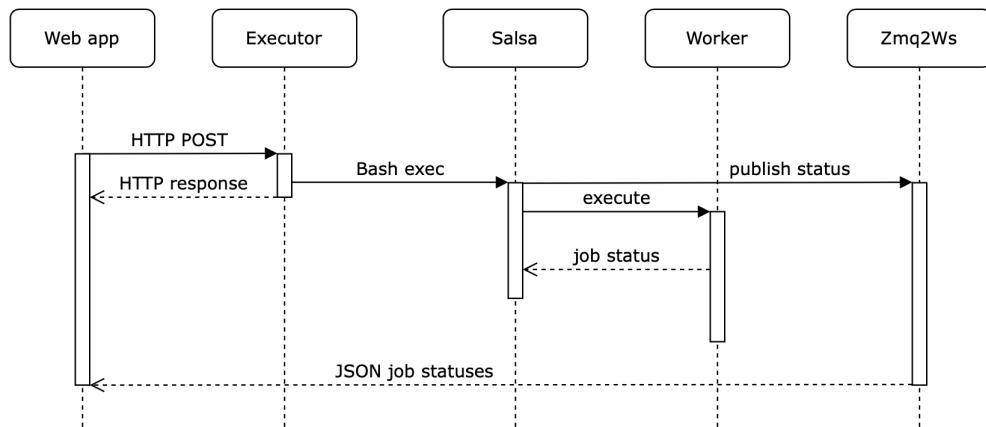 Web app
Executor
Salsa
Worker
Zmq2Ws
HTTP POST
Bash exec
publish status
HTTP response
execute
job status
JSON job statuses